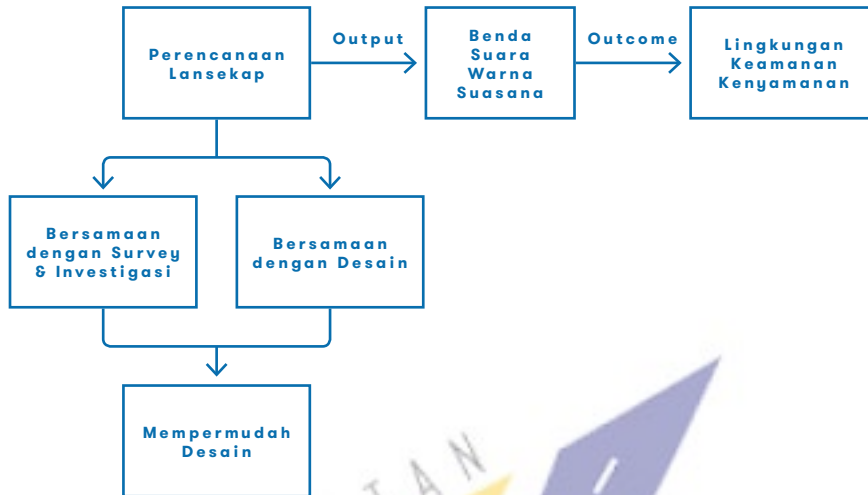 Perencanaan
Lansekap
Output
Benda
Suara
Warna
Suasana
Outcome
Lingkungan
Keamanan
Kenyamanan
Bersamaan
dengan Survey
& Investigasi
Bersamaan
dengan Desain
Mempermudah
Desain
TAN